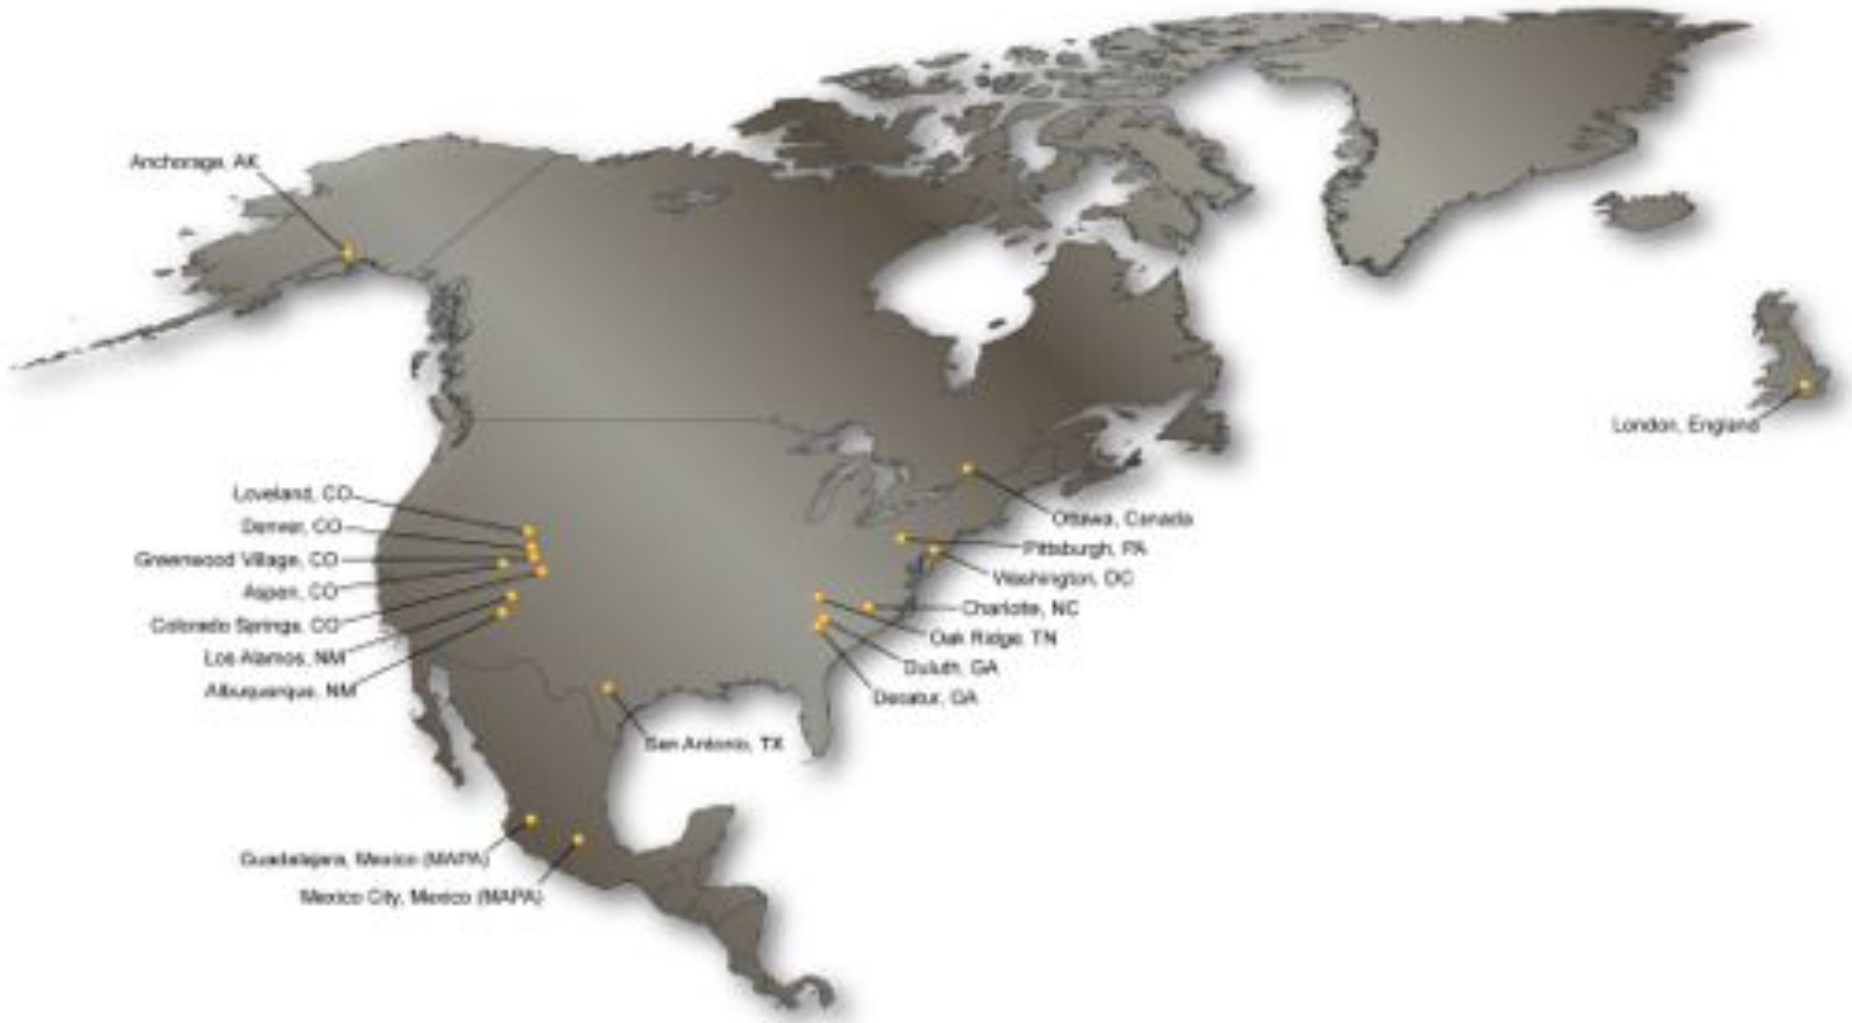 Anchorage, AK
London, England
Loveland, CO
Denver, CO
Greenwood Village, CO
Aspen, CO
Colorado Springs, CO
Los Alamos, NM
Albuquerque, NM
Ottawa, Canada
Pittsburgh, PA
Washington, DC
Charlotte, NC
Oak Ridge, TN
Duluth, GA
Decatur, GA
San Antonio, TX
Guadalajara, Mexico (MAPA)
Mexico City, Mexico (MAPA)